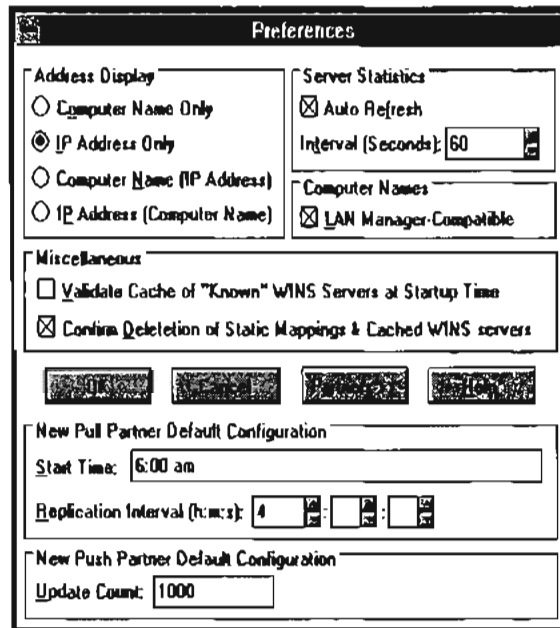 Preferences
Address Display
Computer Name Only
IP Address Only
Computer Name (IP Address)
IP Address (Computer Name)
Server Statistics
Auto Refresh
Interval (Seconds): 60
Computer Names
LAN Manager-Compatible
Miscellaneous
Validate Cache of "Known" WINS Servers at Startup Time
Confirm Deletetion of Static Mappings & Cached WINS servers
OK
New Pull Partner Default Configuration
Start Time: 6:00 am
Replication Interval (h:m:s): 4 : :
New Push Partner Default Configuration
Update Count: 1000